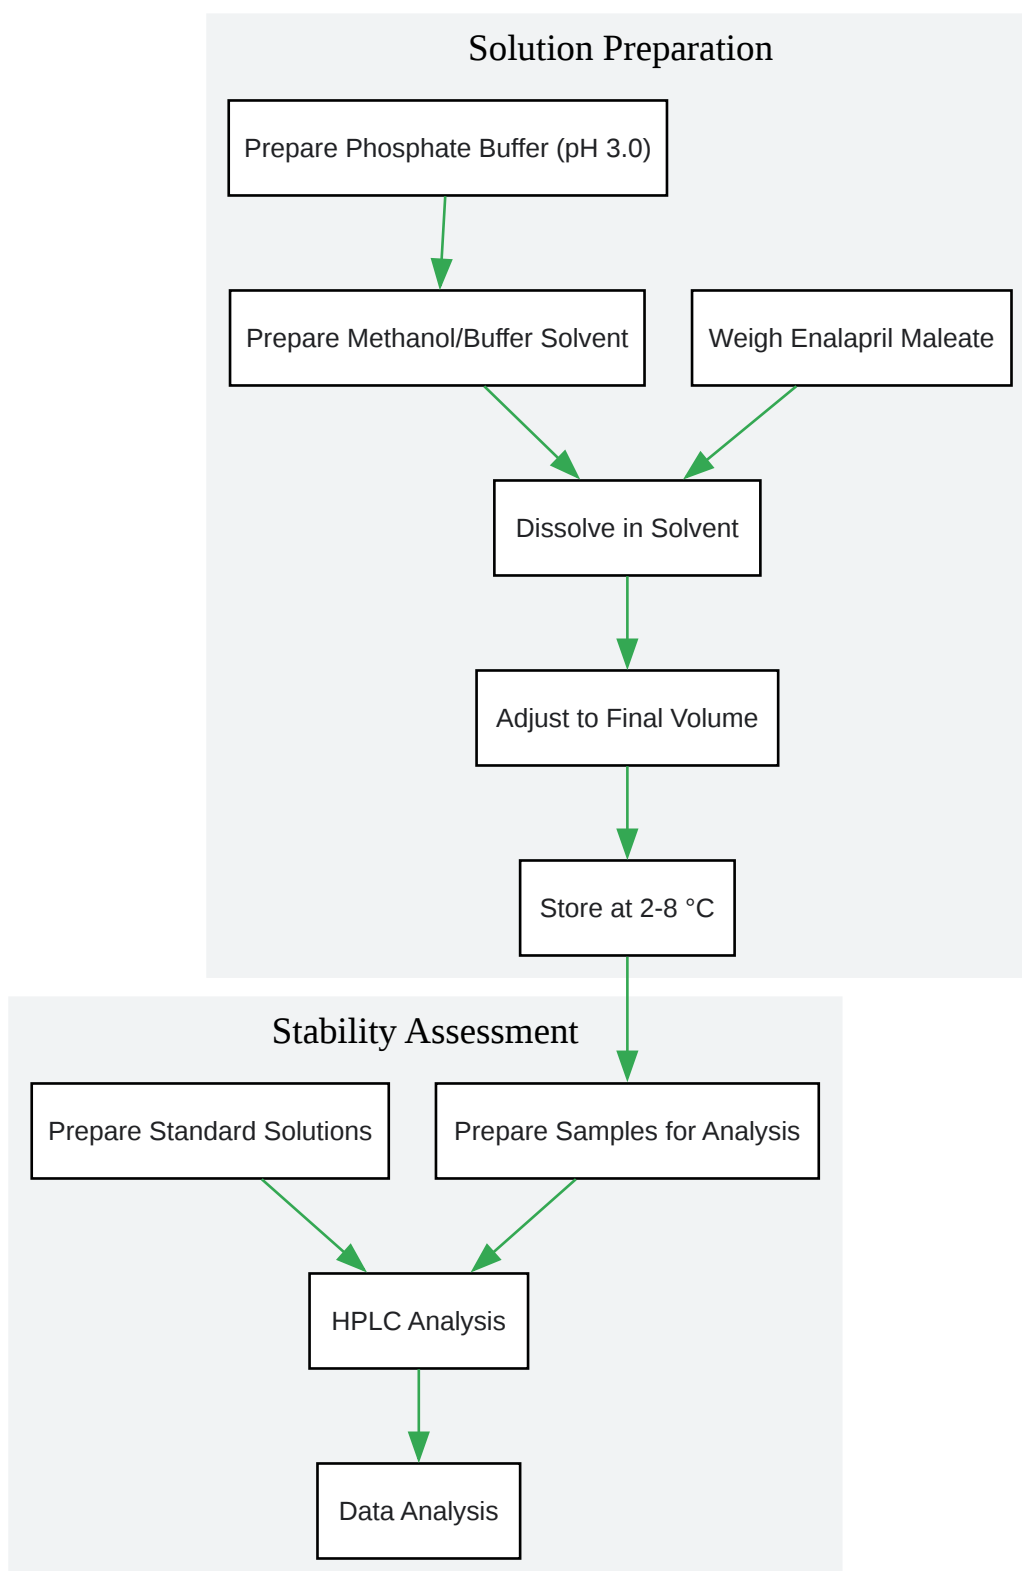 Solution Preparation
Prepare Phosphate Buffer (pH 3.0)
Prepare Methanol/Buffer Solvent
Weigh Enalapril Maleate
Dissolve in Solvent
Adjust to Final Volume
Store at 2-8 °C
Stability Assessment
Prepare Standard Solutions
Prepare Samples for Analysis
HPLC Analysis
Data Analysis